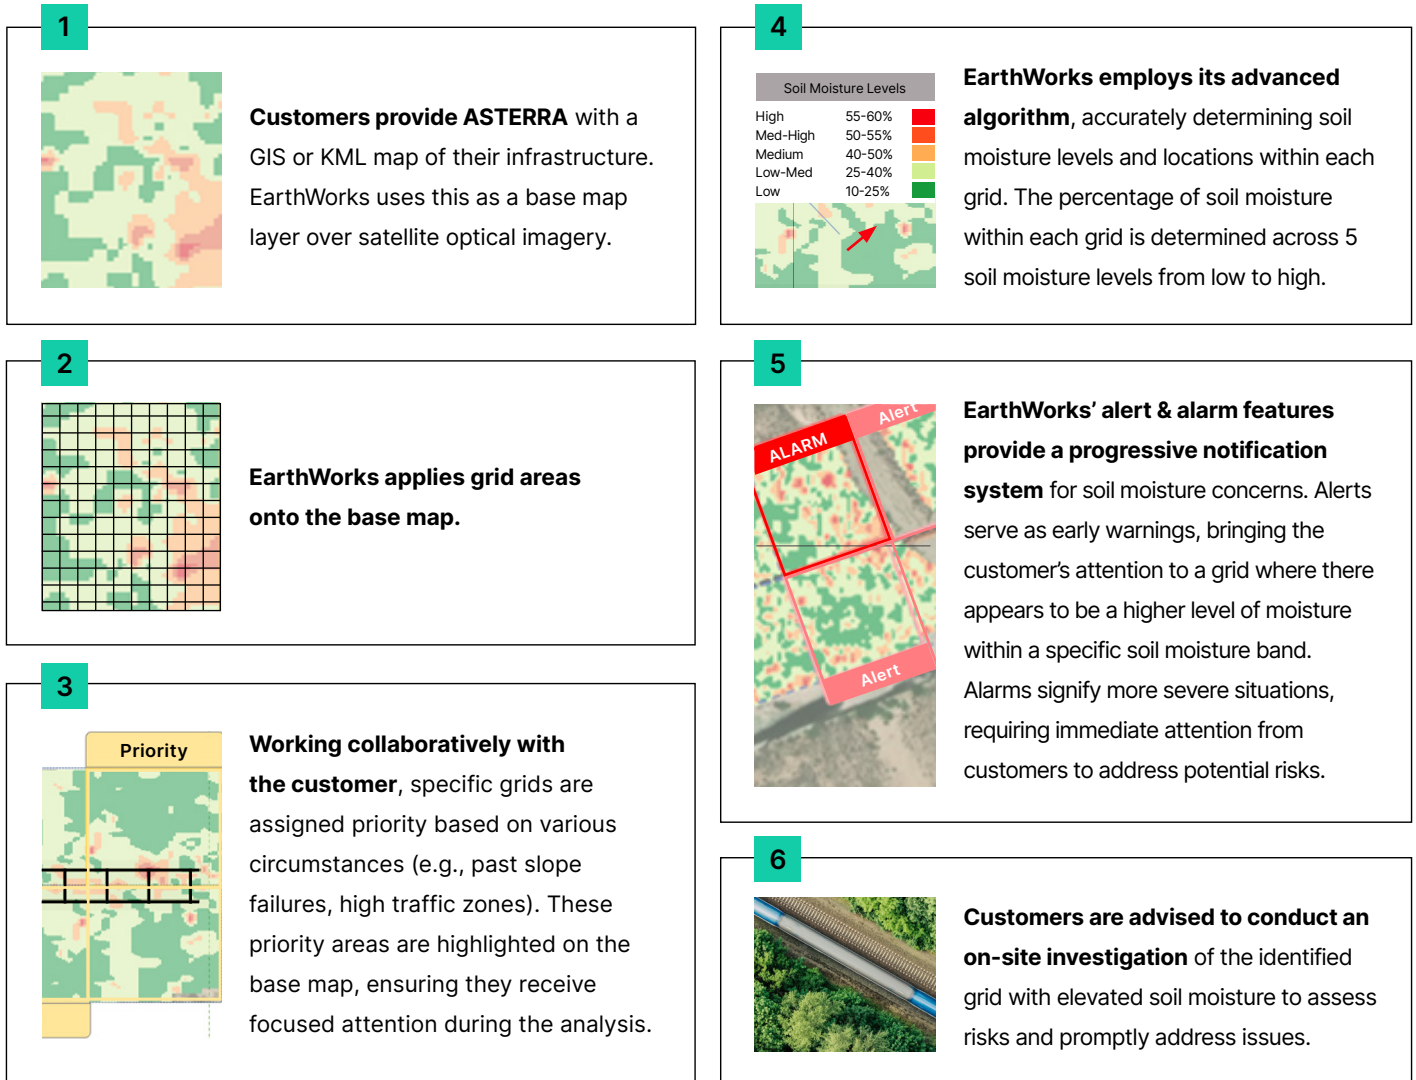 1
Customers provide ASTERRA with a
GIS or KML map of their infrastructure.
EarthWorks uses this as a base map
layer over satellite optical imagery.
2
EarthWorks applies grid areas
onto the base map.
3
Priority
Working collaboratively with
the customer, specific grids are
assigned priority based on various
circumstances (e.g., past slope
failures, high traffic zones). These
priority areas are highlighted on the
base map, ensuring they receive
focused attention during the analysis.
4
Soil Moisture Levels
High 55-60%
Med-High 50-55%
Medium 40-50%
Low-Med 25-40%
Low 10-25%
EarthWorks employs its advanced
algorithm, accurately determining soil
moisture levels and locations within each
grid. The percentage of soil moisture
within each grid is determined across 5
soil moisture levels from low to high.
5
Alert
ALARM
Alert
EarthWorks’ alert & alarm features
provide a progressive notification
system for soil moisture concerns. Alerts
serve as early warnings, bringing the
customer’s attention to a grid where there
appears to be a higher level of moisture
within a specific soil moisture band.
Alarms signify more severe situations,
requiring immediate attention from
customers to address potential risks.
6
Customers are advised to conduct an
on-site investigation of the identified
grid with elevated soil moisture to assess
risks and promptly address issues.